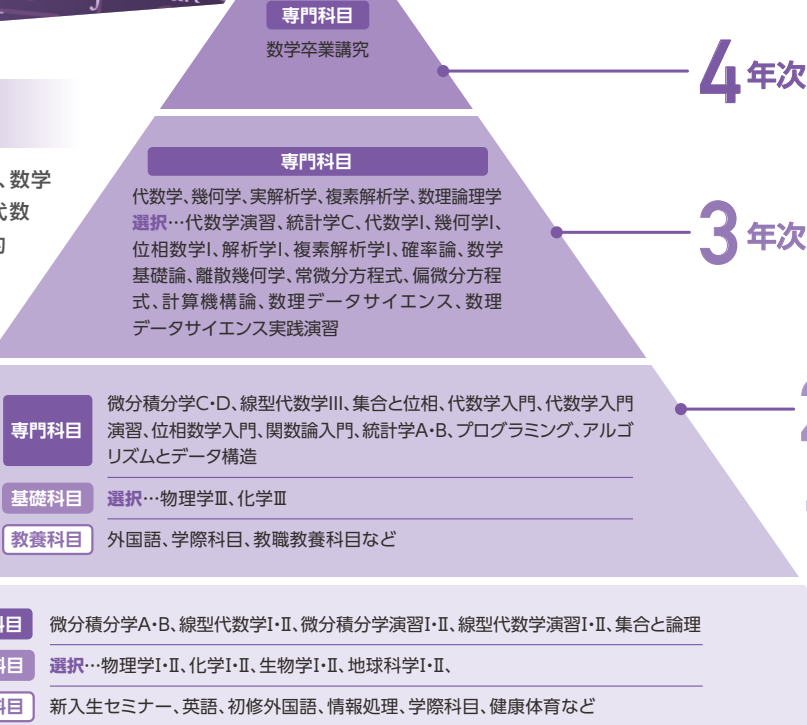 専門科目
数学卒業講究
4年次
、数学
代数
専門科目
代数学、幾何学、実解析学、複素解析学、数理論理学
選択…代数学演習、統計学C、代数学I、幾何学I、
位相数学I、解析学I、複素解析学I、確率論、数学
基礎論、離散幾何学、常微分方程式、偏微分方程
式、計算機構論、数理データサイエンス、数理
データサイエンス実践演習
3年次
専門科目
微分積分学C・D、線型代数学III、集合と位相、代数学入門、代数学入門
演習、位相数学入門、関数論入門、統計学A・B、プログラミング、アルゴ
リズムとデータ構造
基礎科目
選択…物理学Ⅲ、化学Ⅲ
教養科目
外国語、学際科目、教職教養科目など
科目
微分積分学A・B、線型代数学I・II、微分積分学演習I・II、線型代数学演習I・II、集合と論理
科目
選択…物理学I・II、化学I・II、生物学I・II、地球科学I・II、
科目
新入生セミナー、英語、初修外国語、情報処理、学際科目、健康体育など